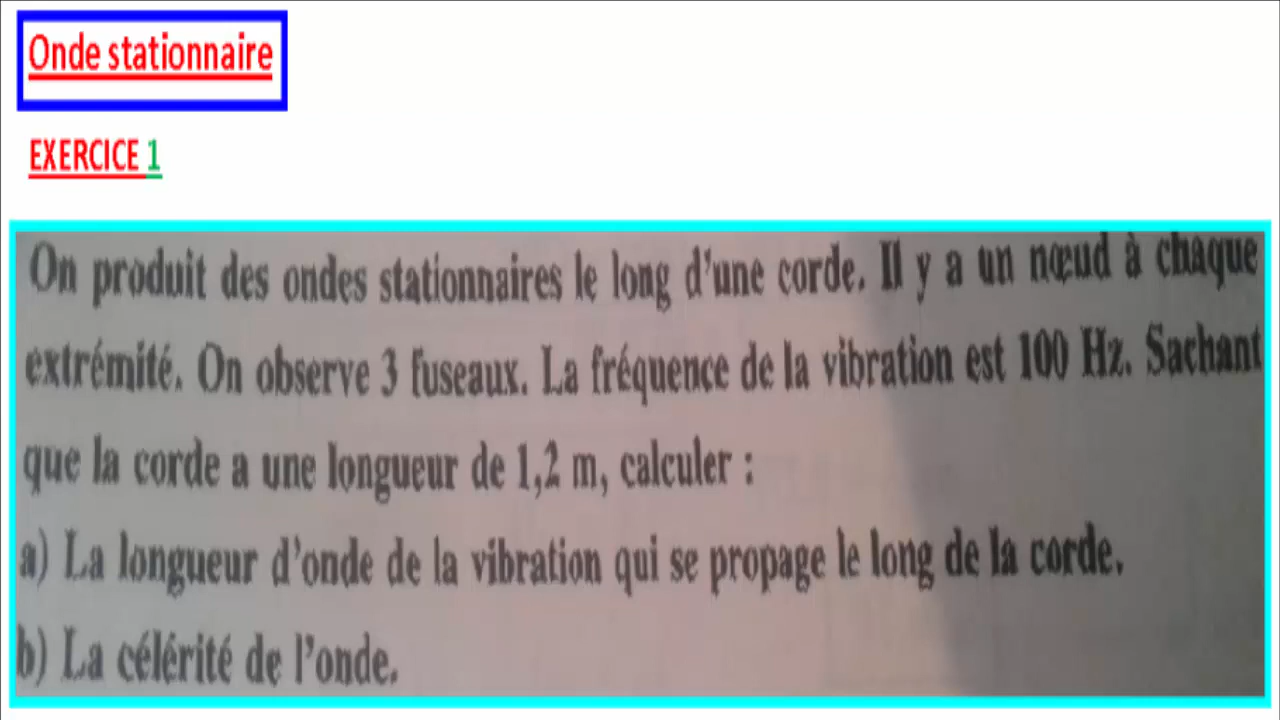 Onde stationnaire
EXERCICE 1
On produit des ondes stationnaires le long d'une corde. Il y a un nœud à chaque
extrémité. On observe 3 fuseaux. La fréquence de la vibration est 100 Hz. Sachant
que la corde a une longueur de 1,2 m, calculer :
a) La longueur d'onde de la vibration qui se propage le long de la corde.
b) La célérité de l'onde.